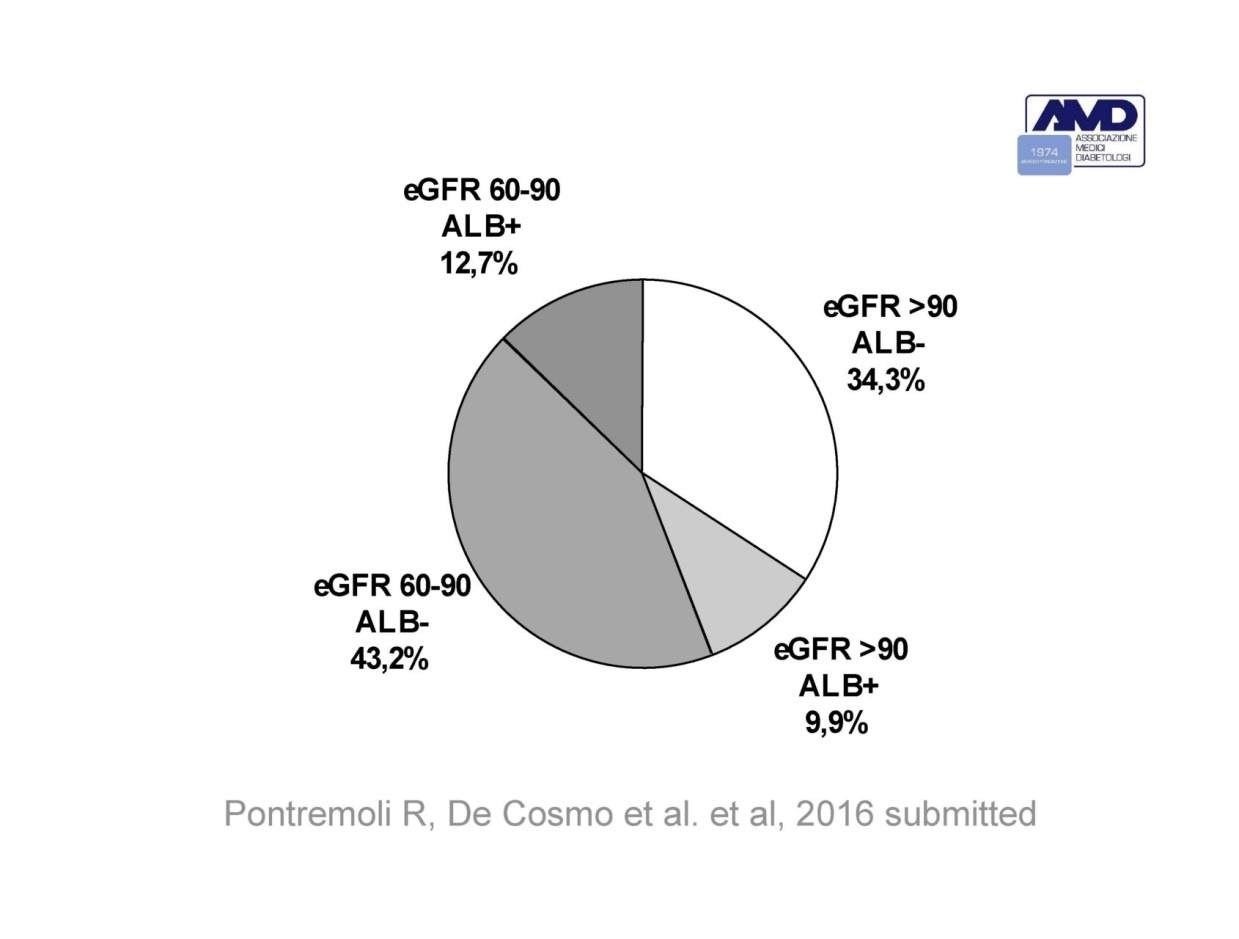 AMD
ASSOCIAZIONE
MEDICI
DIABETOLOGI
1974
eGFR 60-90
ALB+
12,7%
eGFR >90
ALB-
34,3%
eGFR 60-90
ALB-
43,2%
eGFR >90
ALB+
9,9%
Pontremoli R, De Cosmo et al. et al, 2016 submitted